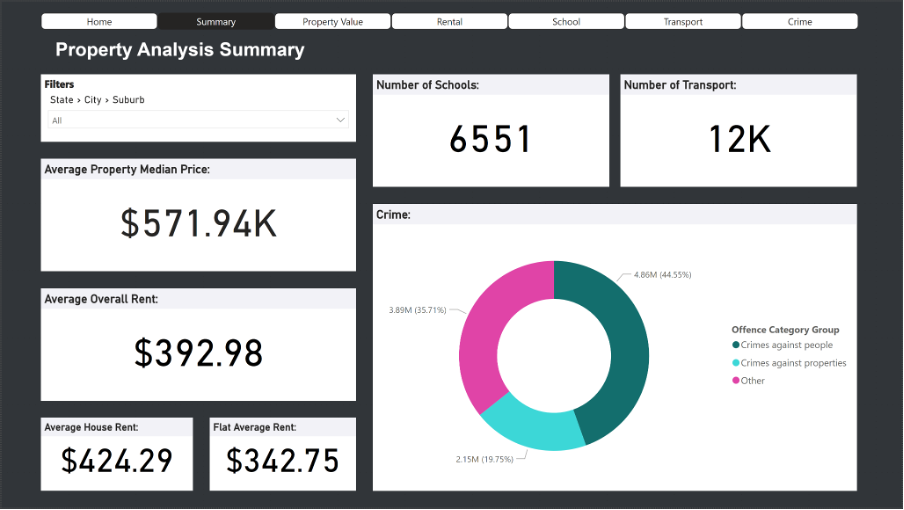 Home Summary Property Value Rental School Transport Crime
Property Analysis Summary
Filters
State > City > Suburb
All
Number of Schools:
6551
Number of Transport:
12K
Average Property Median Price:
$571.94K
Average Overall Rent:
$392.98
Average House Rent:
$424.29
Flat Average Rent:
$342.75
Crime:
4.86M (44.55%)
3.89M (35.71%)
2.15M (19.75%)
Offence Category Group
Crimes against people
Crimes against properties
Other